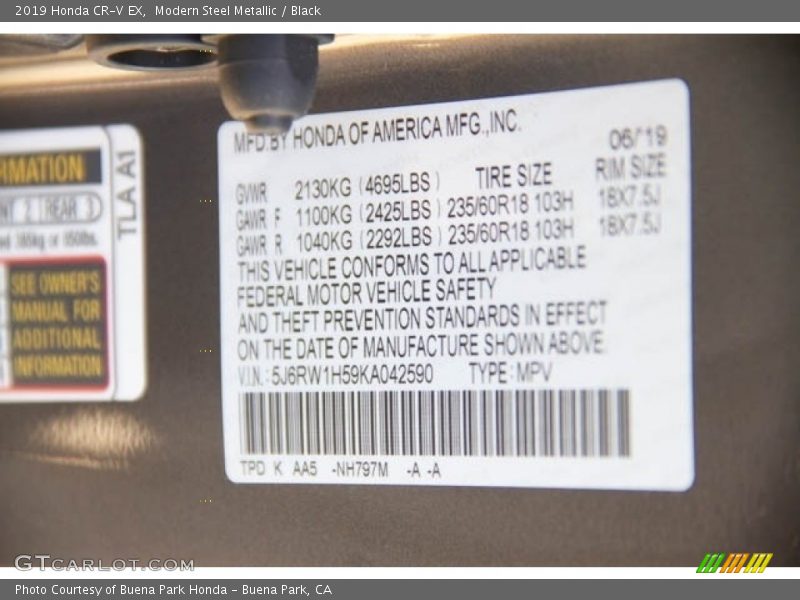 2019 Honda CR-V EX, Modern Steel Metallic / Black
MFD.BY HONDA OF AMERICA MFG.,INC.
06/19
GVWR 2130KG (4695LBS) TIRE SIZE RIM SIZE
GAWR F 1100KG (2425LBS) 235/60R18 103H 18X7.5J
GAWR R 1040KG (2292LBS) 235/60R18 103H 18X7.5J
THIS VEHICLE CONFORMS TO ALL APPLICABLE
FEDERAL MOTOR VEHICLE SAFETY
AND THEFT PREVENTION STANDARDS IN EFFECT
ON THE DATE OF MANUFACTURE SHOWN ABOVE.
V.I.N.:5J6RW1H59KA042590 TYPE:MPV
TPD K AA5 -NH797M -A -A
TLA A1
2 REAR 3
SEE OWNER'S
MANUAL FOR
ADDITIONAL
INFORMATION
GTCARLOT.COM
Photo Courtesy of Buena Park Honda - Buena Park, CA